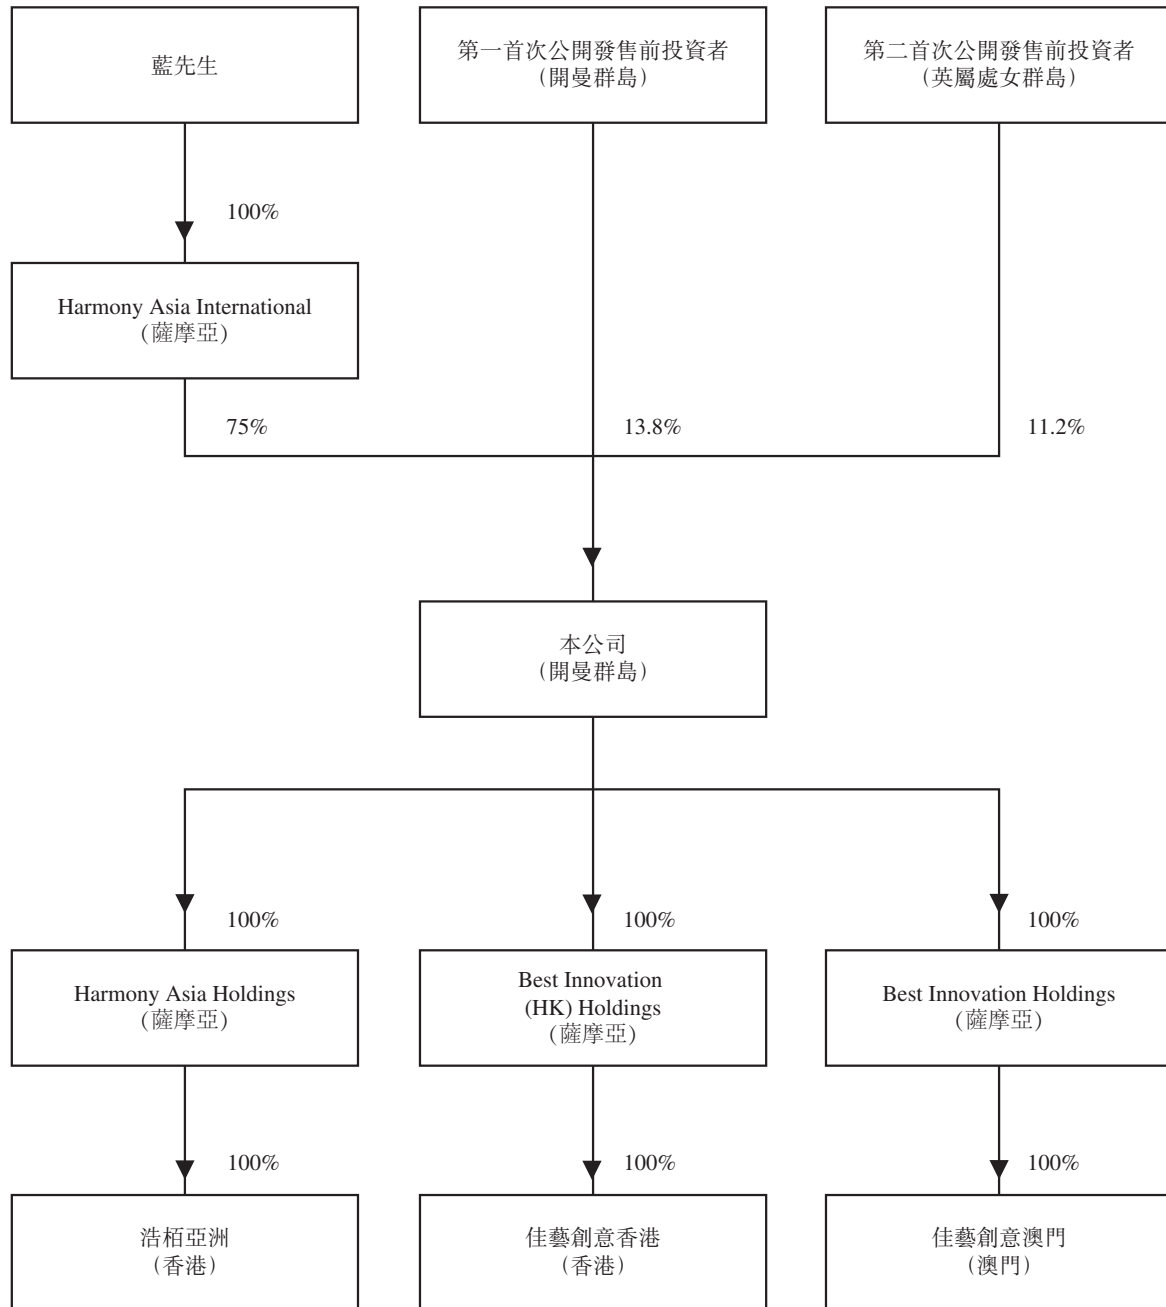 藍先生
第一首次公開發售前投資者
（開曼群島）
第二首次公開發售前投資者
（英屬處女群島）
100%
Harmony Asia International
（薩摩亞）
75%
13.8%
11.2%
本公司
（開曼群島）
100%
100%
100%
Harmony Asia Holdings
（薩摩亞）
Best Innovation
(HK) Holdings
（薩摩亞）
Best Innovation Holdings
（薩摩亞）
100%
100%
100%
浩栢亞洲
（香港）
佳藝創意香港
（香港）
佳藝創意澳門
（澳門）